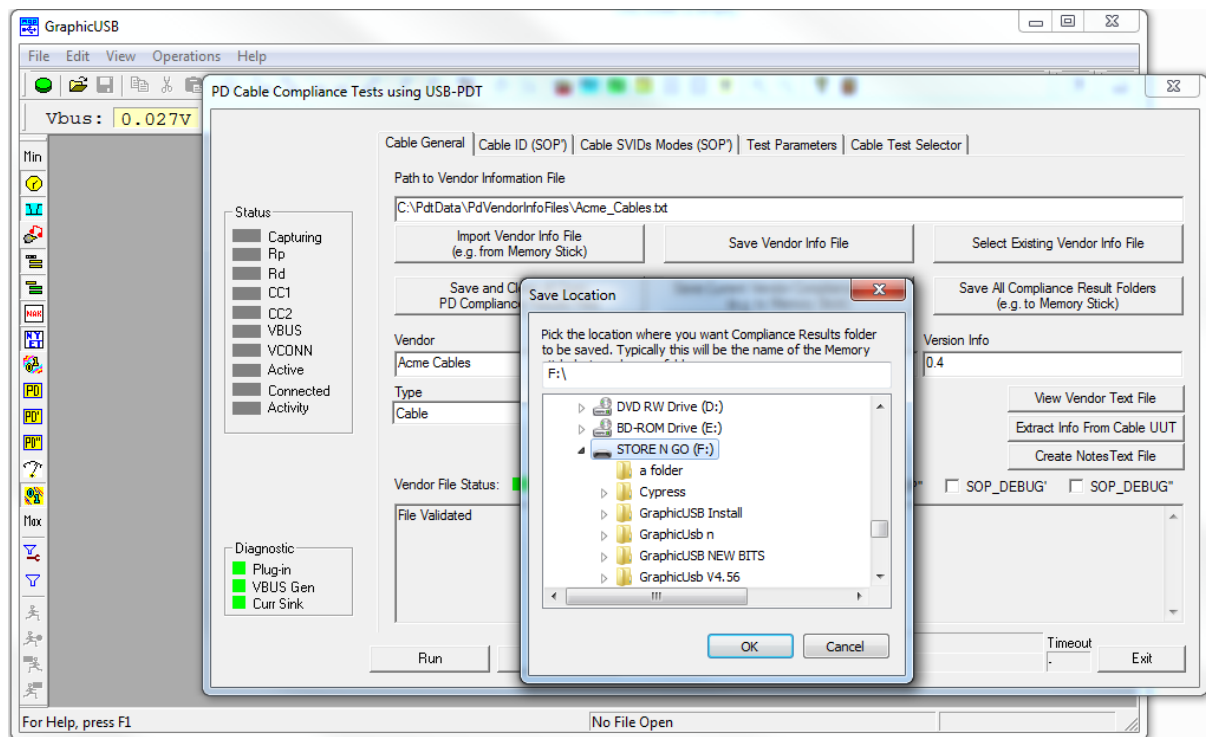 GraphicUSB
File Edit View Operations Help
PD Cable Compliance Tests using USB-PDT
Vbus: 0.027V
Cable General Cable ID (SOP') Cable SVIDs Modes (SOP') Test Parameters Cable Test Selector
Path to Vendor Information File
C:\PdtData\PdVendorInfoFiles\Acme_Cables.txt
Import Vendor Info File
(e.g. from Memory Stick)
Save Vendor Info File
Select Existing Vendor Info File
Save and
PD Complianc
Save All Compliance Result Folders
(e.g. to Memory Stick)
Vendor
Acme Cables
Version Info
0.4
Type
Cable
View Vendor Text File
Extract Info From Cable UUT
Create NotesText File
Vendor File Status:
SOP_DEBUG' SOP_DEBUG"
File Validated
Status
Capturing
Rp
Rd
CC1
CC2
VBUS
VCONN
Active
Connected
Activity
Diagnostic
Plug-in
VBUS Gen
Curr Sink
Min
NAK
NYET
PD
PD'
PD"
Max
Save Location
Pick the location where you want Compliance Results folder
to be saved. Typically this will be the name of the Memory
F:\
DVD RW Drive (D:)
BD-ROM Drive (E:)
STORE N GO (F:)
a folder
Cypress
GraphicUSB Install
GraphicUsb n
GraphicUSB NEW BITS
GraphicUsb V4.56
OK Cancel
Run
Timeout
-
Exit
For Help, press F1
No File Open